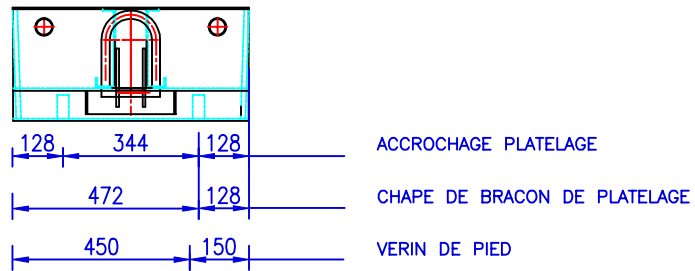 128 344 128 ACCROCHAGE PLATELAGE
472 128 CHAPE DE BRACON DE PLATELAGE
450 150 VERIN DE PIED